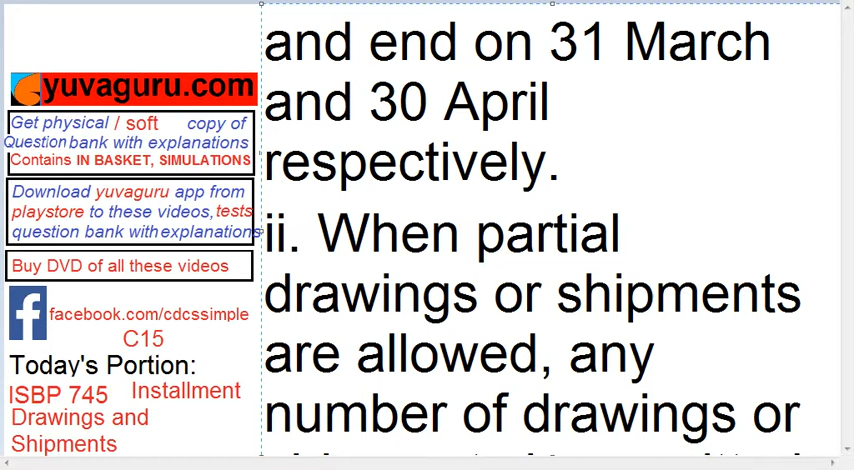 yuvaguru.com
Get physical / soft copy of
Question bank with explanations
Contains IN BASKET, SIMULATIONS
Download yuvaguru app from
playstore to these videos, tests
question bank with explanations
Buy DVD of all these videos
facebook.com/cdcssimple
C15
Today's Portion:
ISBP 745 Installment
Drawings and
Shipments
and end on 31 March
and 30 April
respectively.
ii. When partial
drawings or shipments
are allowed, any
number of drawings or